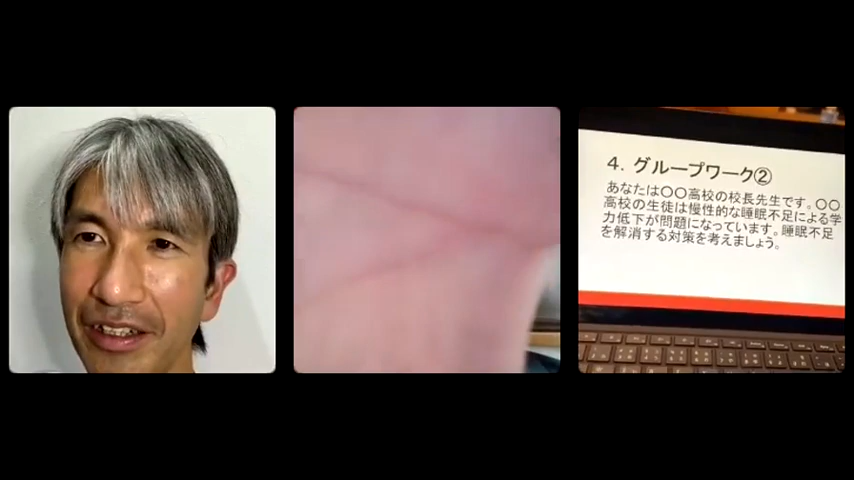 4. グループワーク②
あなたは〇〇高校の校長先生です。〇〇
高校の生徒は慢性的な睡眠不足による学
力低下が問題になっています。睡眠不足
を解消する対策を考えましょう。